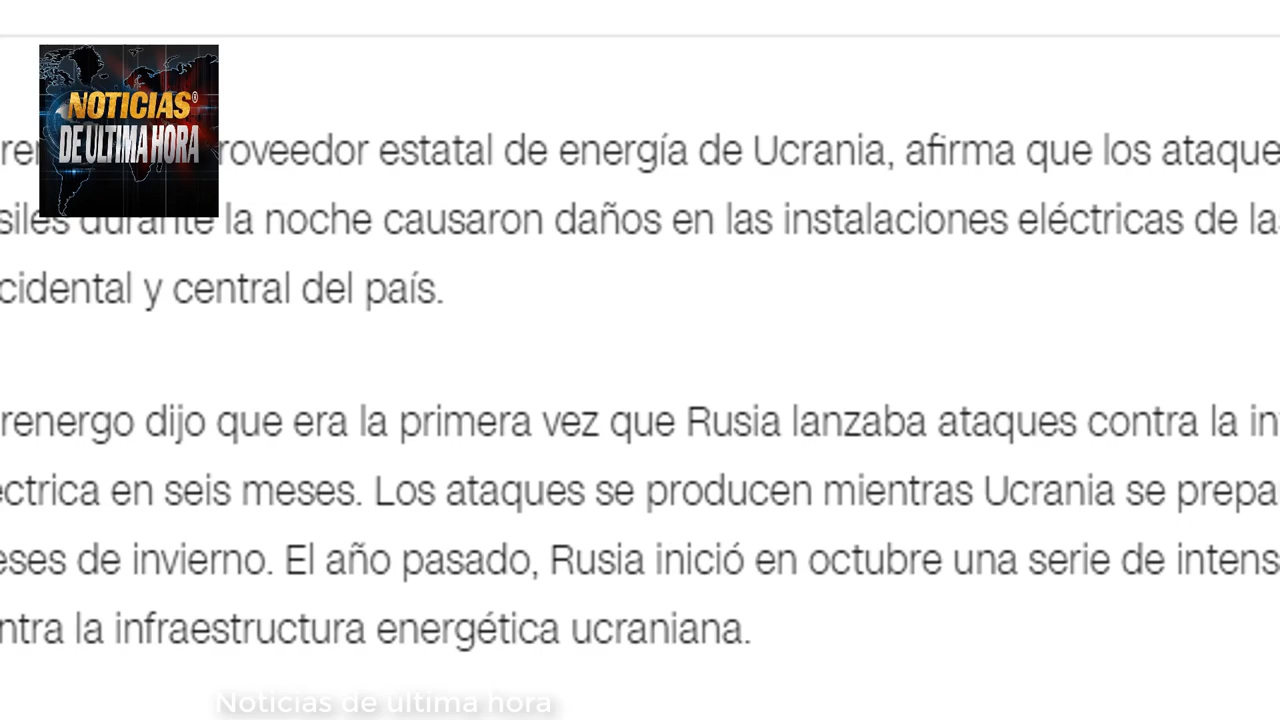 NOTICIAS®
DE ULTIMA HORA
roveedor estatal de energía de Ucrania, afirma que los ataque
siles durante la noche causaron daños en las instalaciones eléctricas de la
cidental y central del país.
renergo dijo que era la primera vez que Rusia lanzaba ataques contra la in
ectrica en seis meses. Los ataques se producen mientras Ucrania se prepa
eses de invierno. El año pasado, Rusia inició en octubre una serie de intens
ntra la infraestructura energética ucraniana.
Noticias de ultima hora